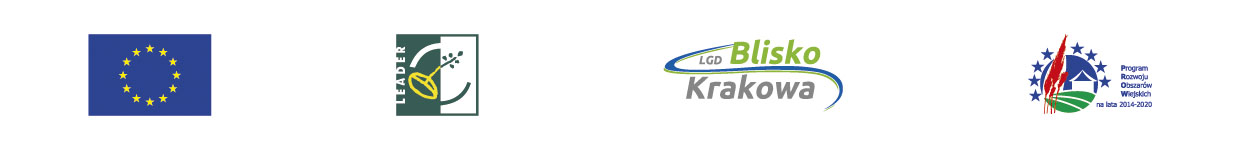 LEADER
LGD Blisko
Krakowa
Program
Rozwoju
Obszarów
Wiejskich
na lata 2014-2020